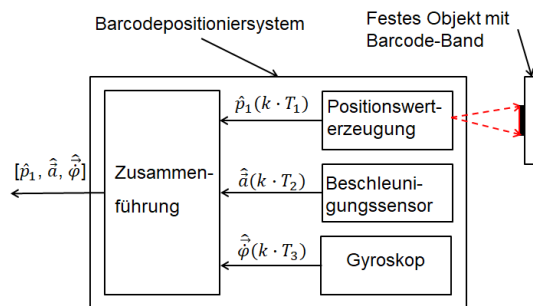 Barcodepositioniersystem
Festes Objekt mit
Barcode-Band
p̂₁(k · T₁)
Positionswert-
erzeugung
[p̂₁, â⃗, φ̂̇⃗]
Zusammen-
führung
â⃗(k · T₂)
Beschleuni-
gungssensor
φ̂̇⃗(k · T₃)
Gyroskop